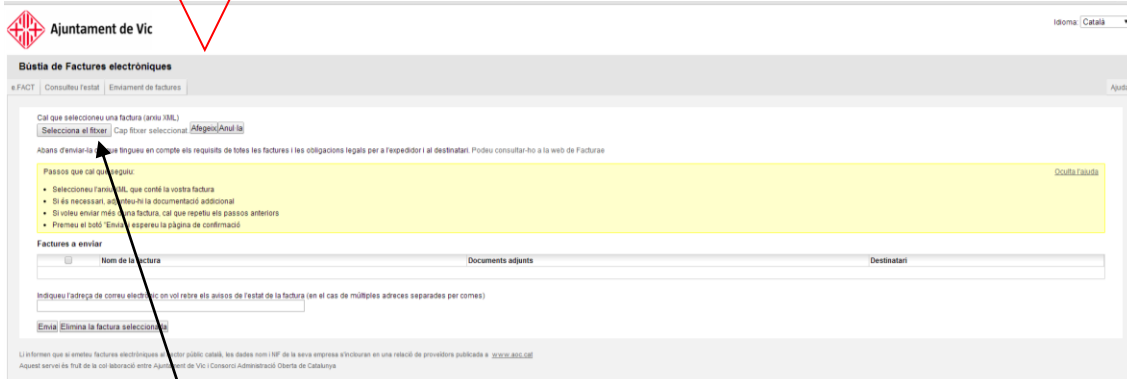 Ajuntament de Vic
Idioma: Català
Bústia de Factures electròniques
e.FACT Consulteu l'estat Enviament de factures Ajuda
Cal que seleccioneu una factura (arxiu XML)
Selecciona el fitxer Cap fitxer seleccionat. Afegeix Anul·la
Abans d'enviar-la que tingueu en compte els requisits de totes les factures i les obligacions legals per a l'expedidor i al destinatari. Podeu consultar-ho a la web de Facturae
Passos que cal que seguiu: Oculta l'ajuda
Seleccioneu l'arxiu XML que conté la vostra factura
Si és necessari, adjunteu-hi la documentació addicional
Si voleu enviar més d'una factura, cal que repetiu els passos anteriors
Premeu el botó "Envia" i espereu la pàgina de confirmació
Factures a enviar
Nom de la factura Documents adjunts Destinatari
Indiqueu l'adreça de correu electrònic on vol rebre els avisos de l'estat de la factura (en el cas de múltiples adreces separades per comes)
Envia Elimina la factura seleccionada
Li informen que si emeteu factures electròniques al sector públic català, les dades nom i NIF de la seva empresa s'inclouran en una relació de proveïdors publicada a www.aoc.cat
Aquest servei és fruit de la col·laboració entre Ajuntament de Vic i Consorci Administració Oberta de Catalunya